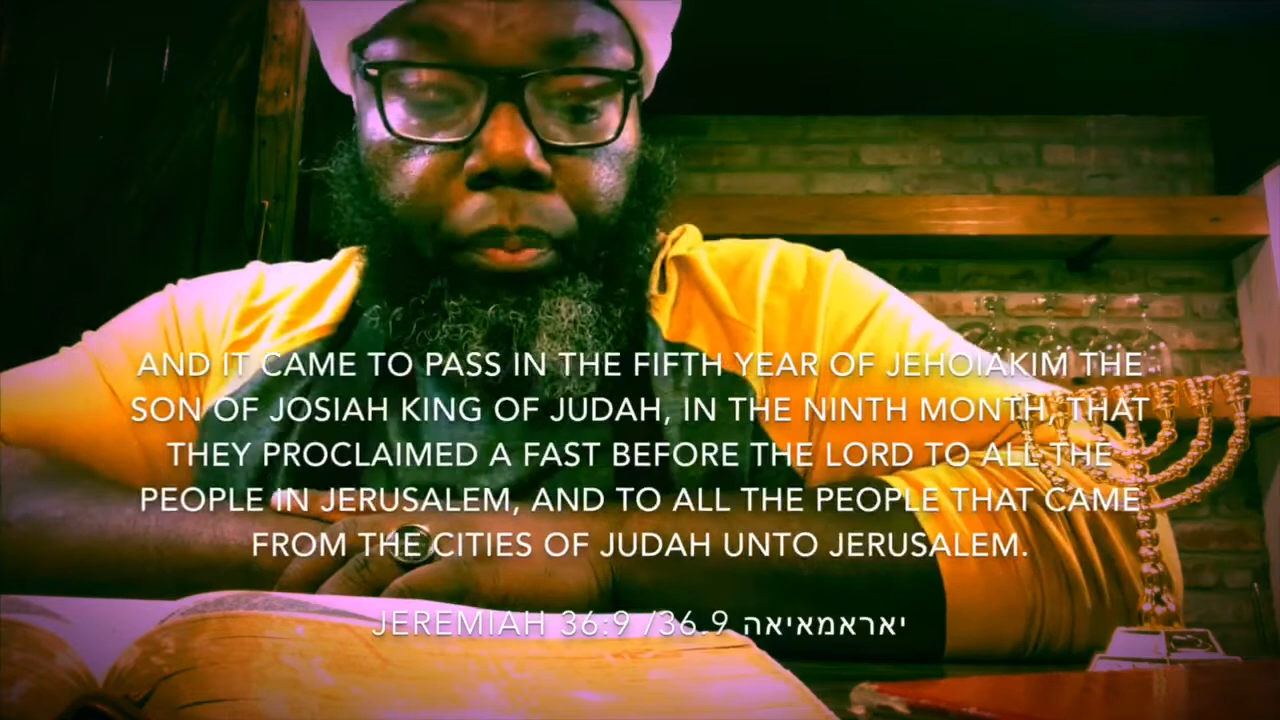 AND IT CAME TO PASS IN THE FIFTH YEAR OF JEHOIAKIM THE
SON OF JOSIAH KING OF JUDAH, IN THE NINTH MONTH, THAT
THEY PROCLAIMED A FAST BEFORE THE LORD TO ALL THE
PEOPLE IN JERUSALEM, AND TO ALL THE PEOPLE THAT CAME
FROM THE CITIES OF JUDAH UNTO JERUSALEM.
JEREMIAH 36:9 /36.9 יאראמאיאה